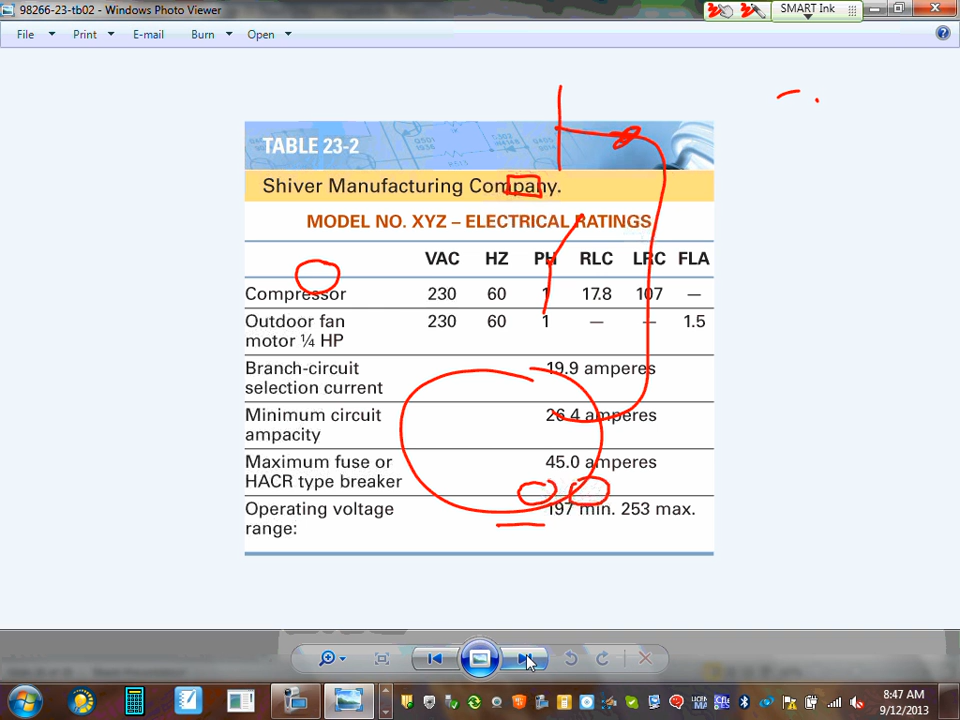 98266-23-tb02 - Windows Photo Viewer
SMART Ink
File Print E-mail Burn Open
TABLE 23-2
Shiver Manufacturing Company.
MODEL NO. XYZ – ELECTRICAL RATINGS
VAC HZ PH RLC LRC FLA
Compressor 230 60 1 17.8 107 —
Outdoor fan motor ¼ HP 230 60 1 — — 1.5
Branch-circuit selection current 19.9 amperes
Minimum circuit ampacity 26.4 amperes
Maximum fuse or HACR type breaker 45.0 amperes
Operating voltage range: 197 min. 253 max.
8:47 AM
9/12/2013